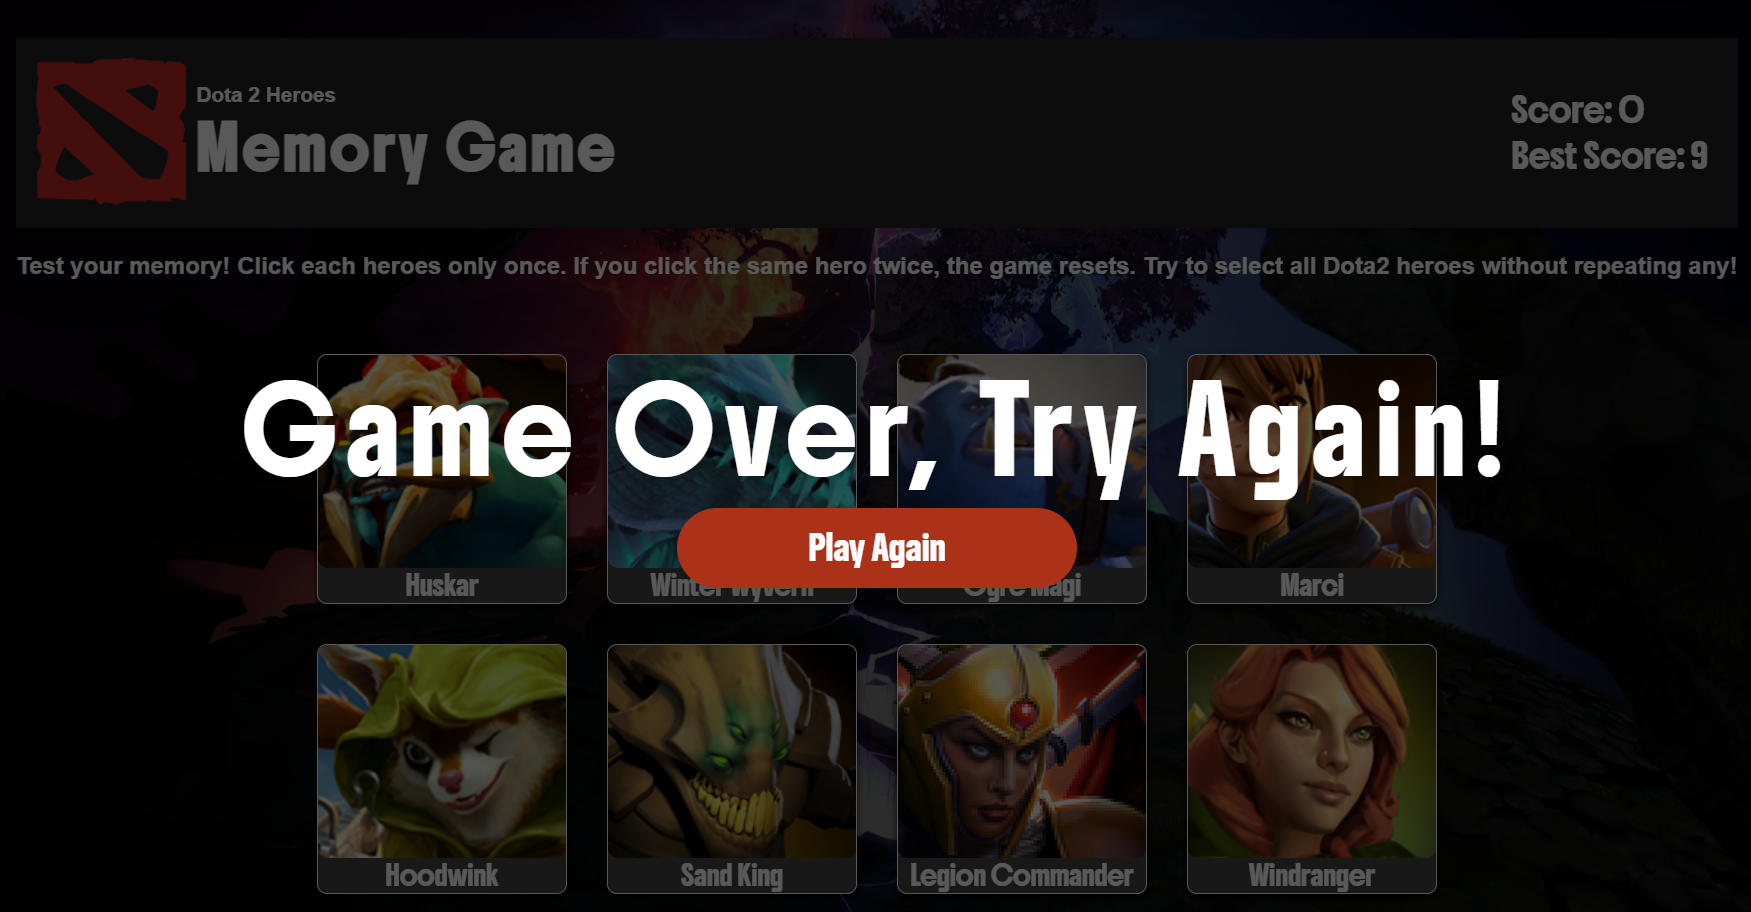 Dota 2 Heroes
Memory Game
Score: 0
Best Score: 9
Test your memory! Click each heroes only once. If you click the same hero twice, the game resets. Try to select all Dota2 heroes without repeating any!
Game Over, Try Again!
Play Again
Huskar
Winter Wyvern
Ogre Magi
Marci
Hoodwink
Sand King
Legion Commander
Windranger